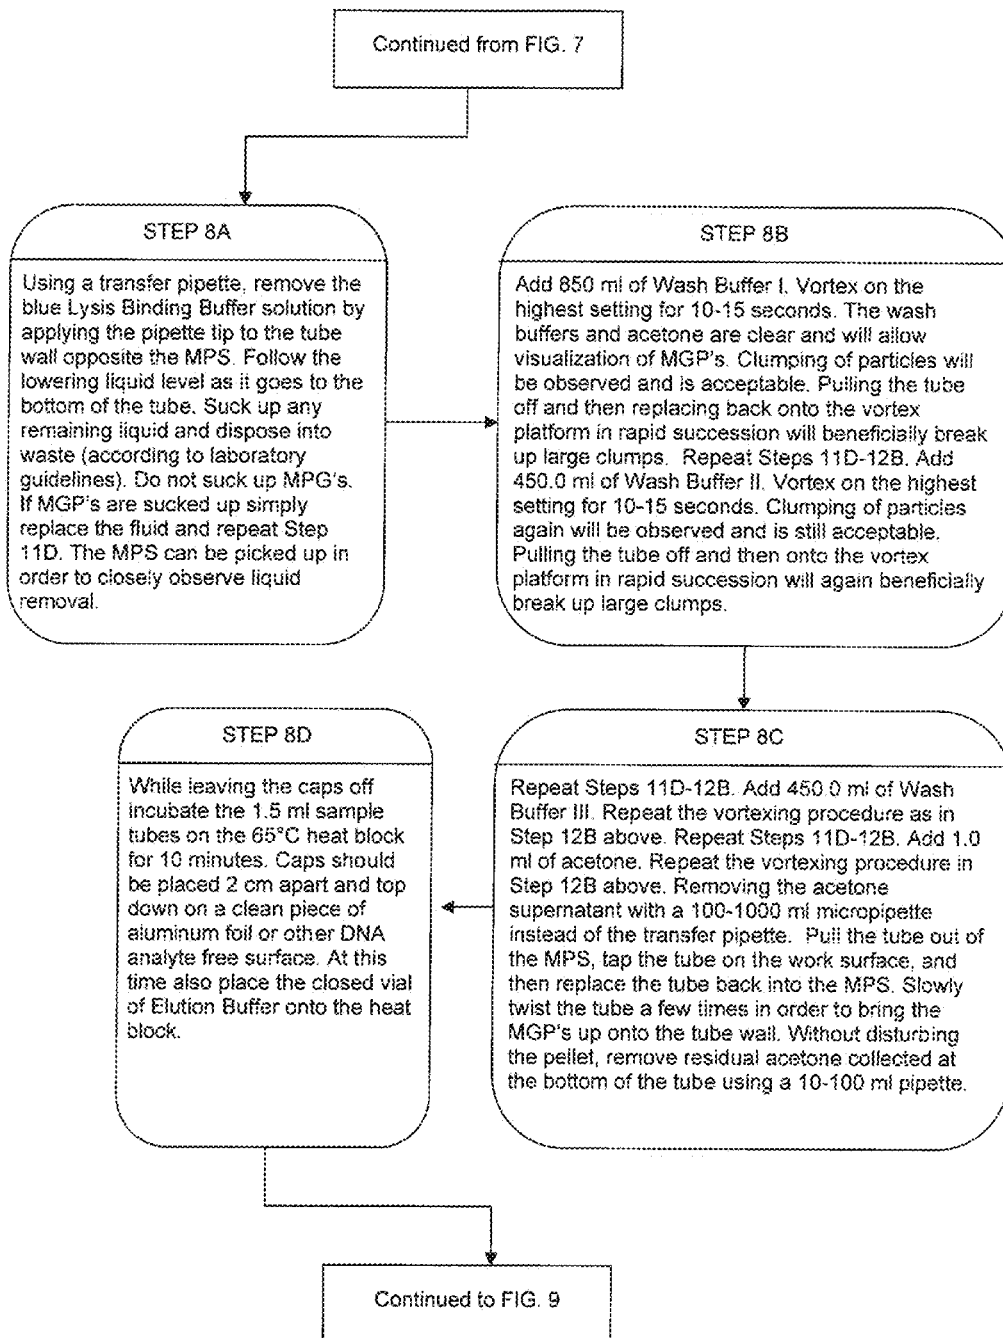 Continued from FIG. 7
STEP 8A
Using a transfer pipette, remove the
blue Lysis Binding Buffer solution by
applying the pipette tip to the tube
wall opposite the MPS. Follow the
lowering liquid level as it goes to the
bottom of the tube. Suck up any
remaining liquid and dispose into
waste (according to laboratory
guidelines). Do not suck up MPG's.
If MGP's are sucked up simply
replace the fluid and repeat Step
11D. The MPS can be picked up in
order to closely observe liquid
removal.
STEP 8B
Add 850 ml of Wash Buffer I. Vortex on the
highest setting for 10-15 seconds. The wash
buffers and acetone are clear and will allow
visualization of MGP's. Clumping of particles will
be observed and is acceptable. Pulling the tube
off and then replacing back onto the vortex
platform in rapid succession will beneficially break
up large clumps. Repeat Steps 11D-12B. Add
450.0 ml of Wash Buffer II. Vortex on the highest
setting for 10-15 seconds. Clumping of particles
again will be observed and is still acceptable.
Pulling the tube off and then onto the vortex
platform in rapid succession will again beneficially
break up large clumps.
STEP 8C
Repeat Steps 11D-12B. Add 450.0 ml of Wash
Buffer III. Repeat the vortexing procedure as in
Step 12B above. Repeat Steps 11D-12B. Add 1.0
ml of acetone. Repeat the vortexing procedure in
Step 12B above. Removing the acetone
supernatant with a 100-1000 ml micropipette
instead of the transfer pipette. Pull the tube out of
the MPS, tap the tube on the work surface, and
then replace the tube back into the MPS. Slowly
twist the tube a few times in order to bring the
MGP's up onto the tube wall. Without disturbing
the pellet, remove residual acetone collected at
the bottom of the tube using a 10-100 ml pipette.
STEP 8D
While leaving the caps off
incubate the 1.5 ml sample
tubes on the 65°C heat block
for 10 minutes. Caps should
be placed 2 cm apart and top
down on a clean piece of
aluminum foil or other DNA
analyte free surface. At this
time also place the closed vial
of Elution Buffer onto the heat
block.
Continued to FIG. 9